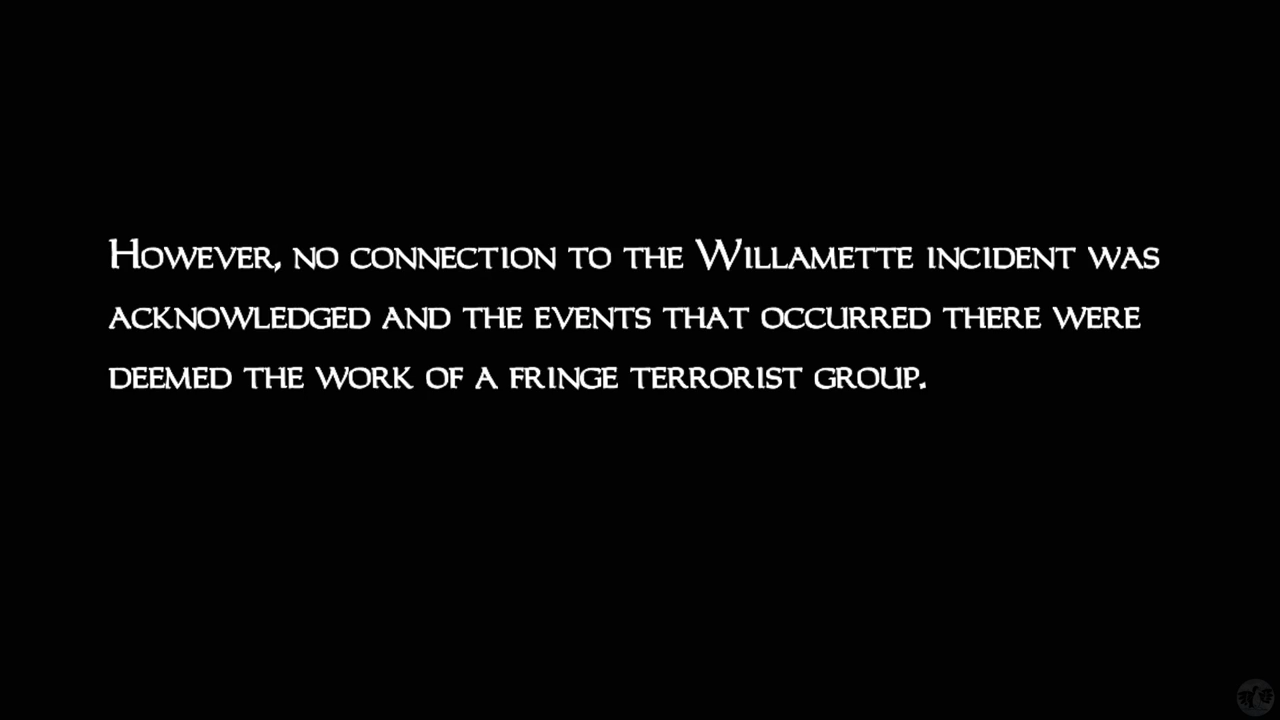 However, no connection to the Willamette incident was
acknowledged and the events that occurred there were
deemed the work of a fringe terrorist group.